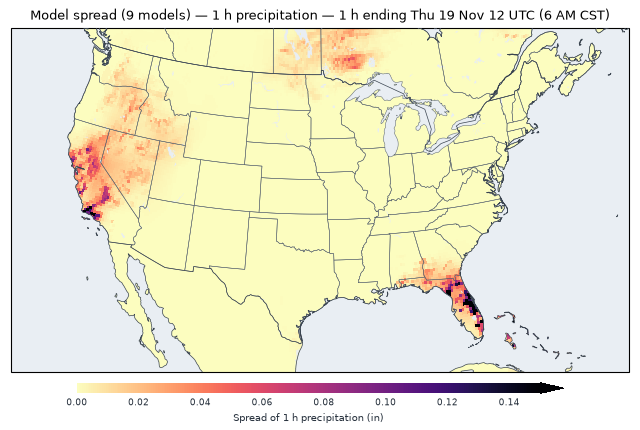 Model spread (9 models) — 1 h precipitation — 1 h ending Thu 19 Nov 12 UTC (6 AM CST)
0.00 0.02 0.04 0.06 0.08 0.10 0.12 0.14
Spread of 1 h precipitation (in)